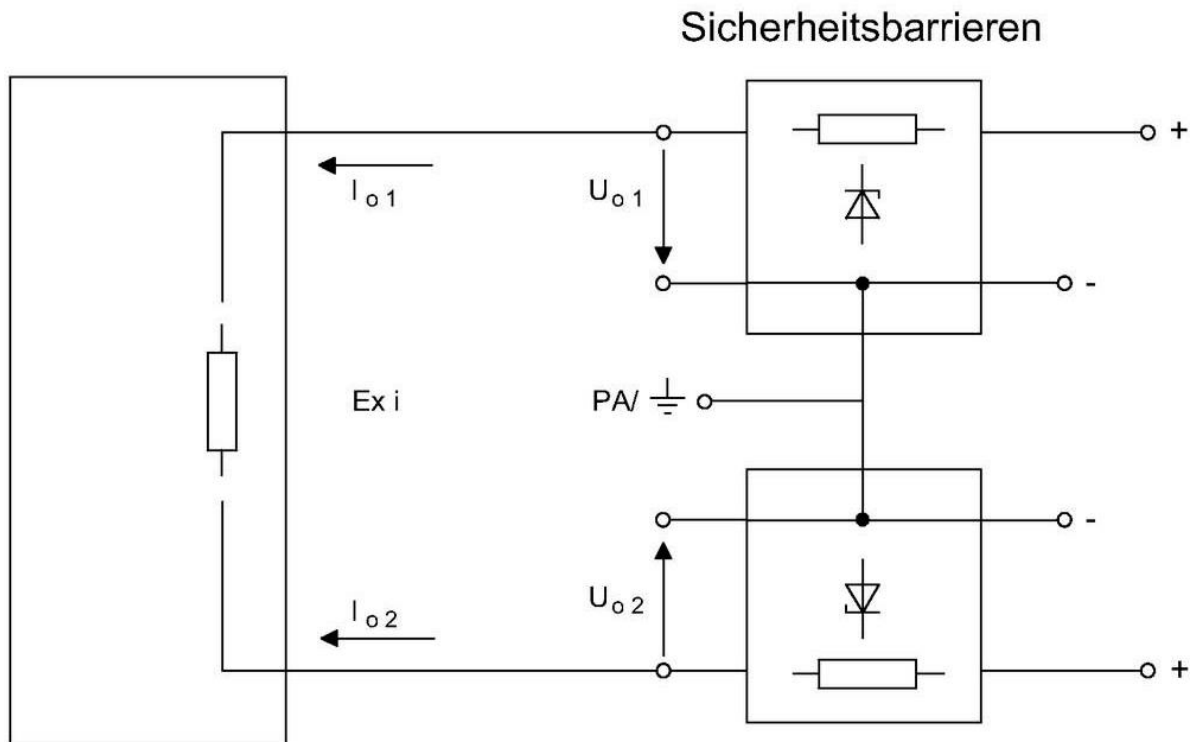 Sicherheitsbarrieren
+
I o 1
U o 1
-
Ex i
PA/
-
I o 2
U o 2
+